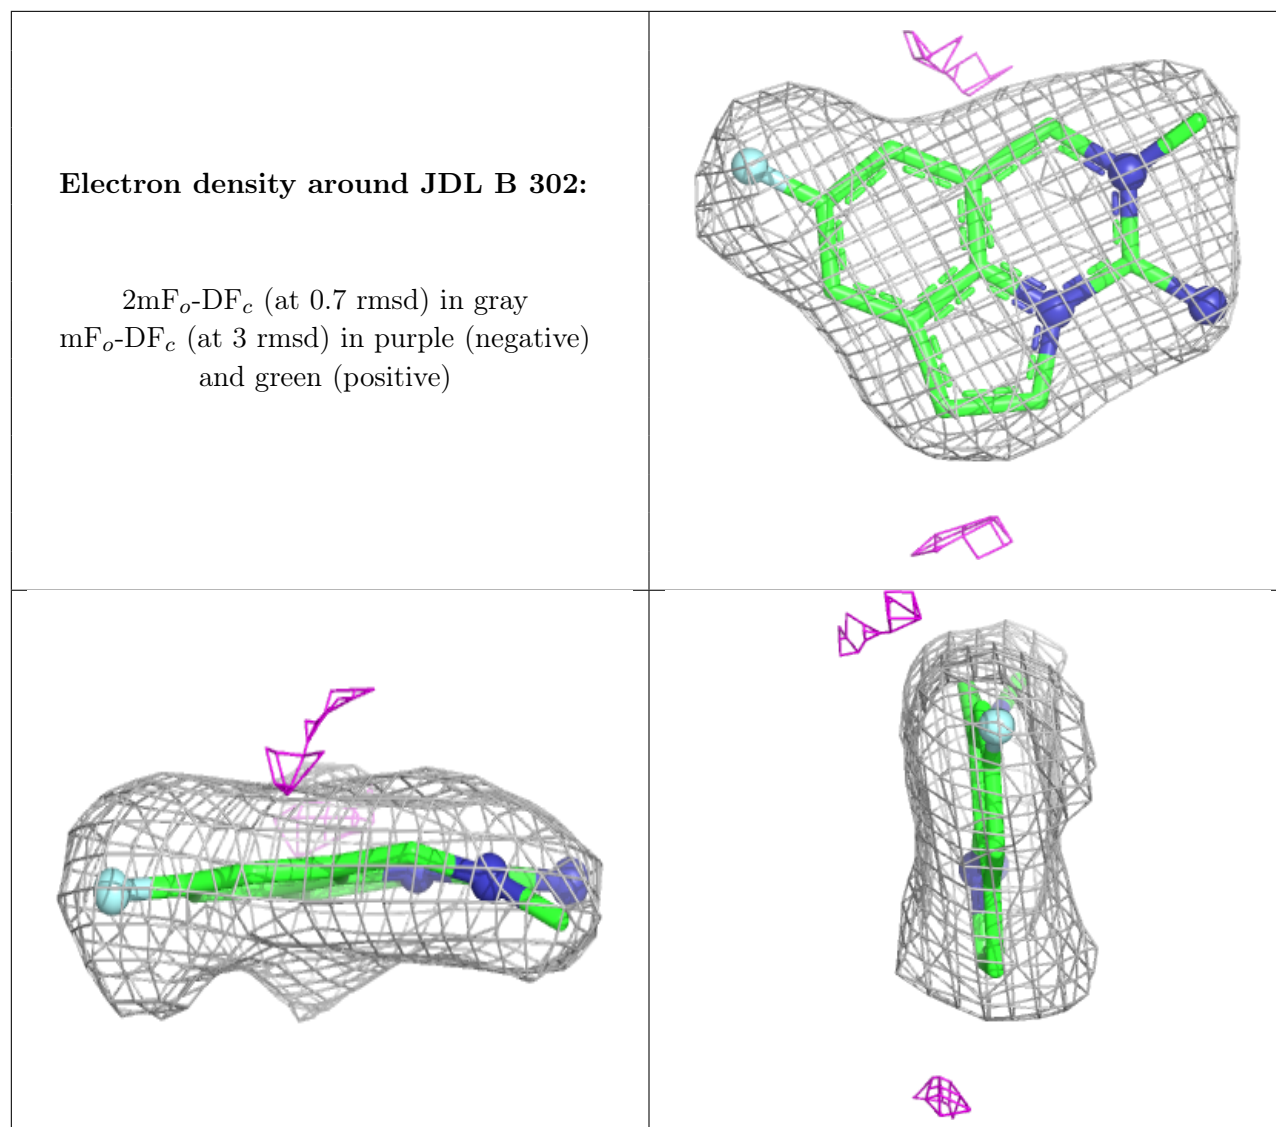 Electron density around JDL B 302:
2mFo-DFc (at 0.7 rmsd) in gray
mFo-DFc (at 3 rmsd) in purple (negative)
and green (positive)